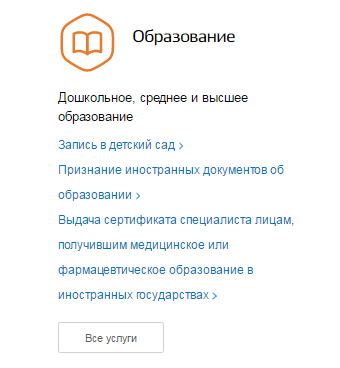 Образование
Дошкольное, среднее и высшее
образование
Запись в детский сад ›
Признание иностранных документов об
образовании ›
Выдача сертификата специалиста лицам,
получившим медицинское или
фармацевтическое образование в
иностранных государствах ›
Все услуги